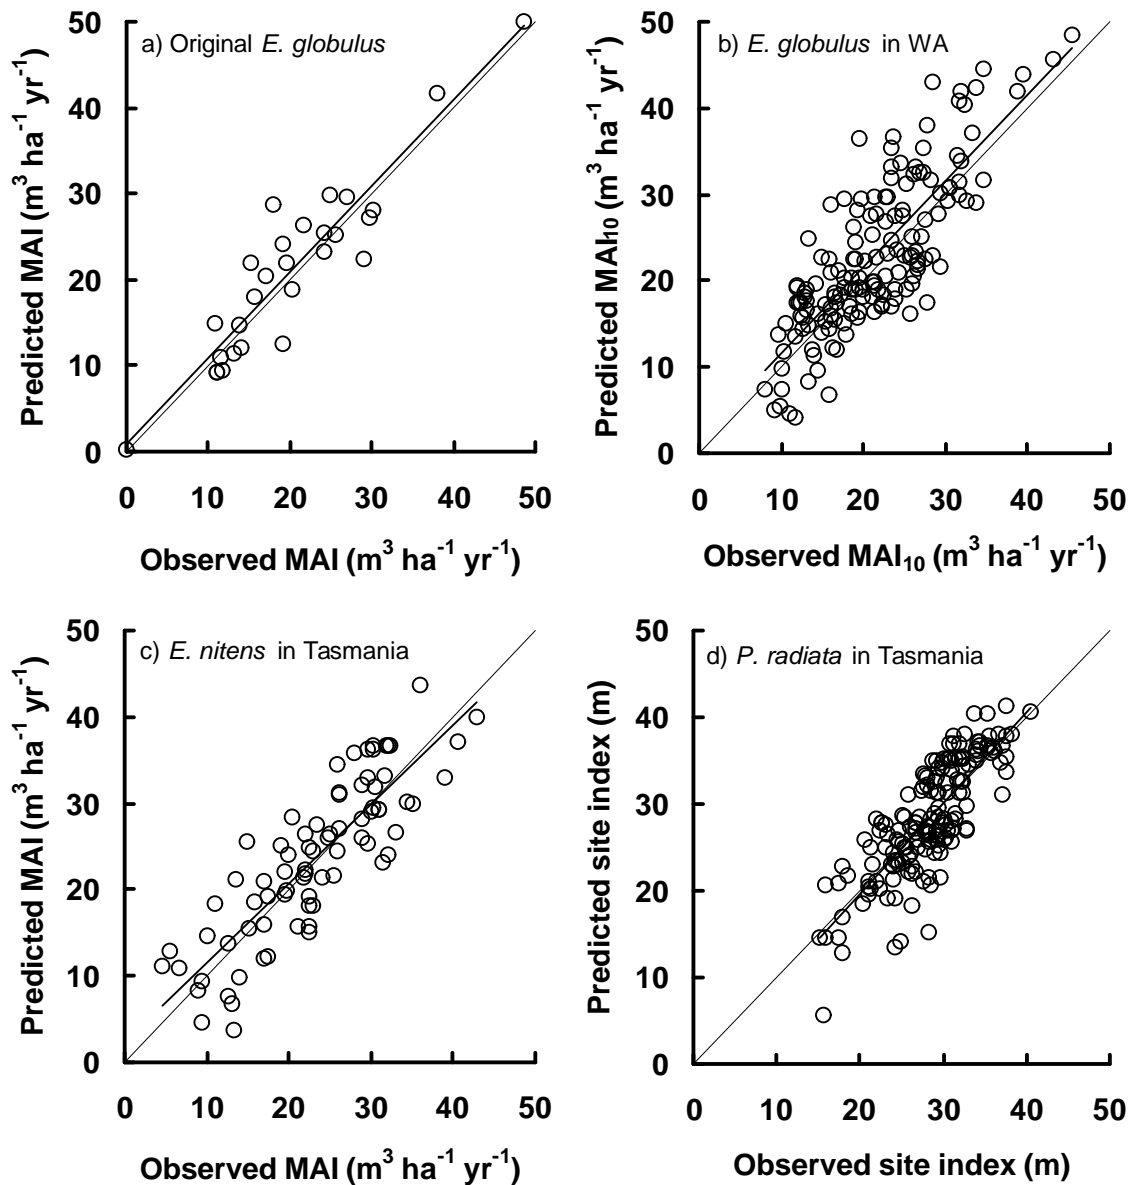 a) Original E. globulus
Predicted MAI (m³ ha⁻¹ yr⁻¹)
50
40
30
20
10
0
0 10 20 30 40 50
Observed MAI (m³ ha⁻¹ yr⁻¹)
b) E. globulus in WA
Predicted MAI₁₀ (m³ ha⁻¹ yr⁻¹)
50
40
30
20
10
0
0 10 20 30 40 50
Observed MAI₁₀ (m³ ha⁻¹ yr⁻¹)
c) E. nitens in Tasmania
Predicted MAI (m³ ha⁻¹ yr⁻¹)
50
40
30
20
10
0
0 10 20 30 40 50
Observed MAI (m³ ha⁻¹ yr⁻¹)
d) P. radiata in Tasmania
Predicted site index (m)
50
40
30
20
10
0
0 10 20 30 40 50
Observed site index (m)